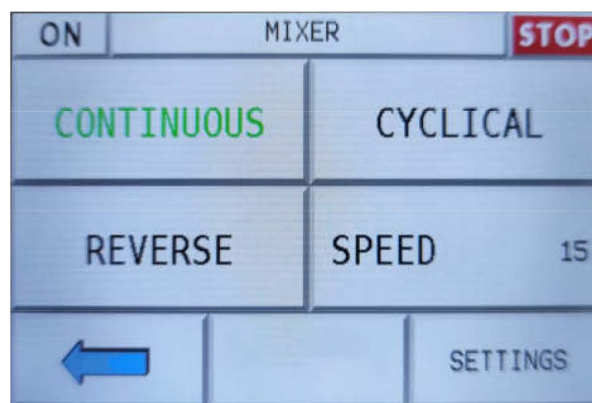 ON MIXER STOP
CONTINUOUS CYCLICAL
REVERSE SPEED 15
SETTINGS